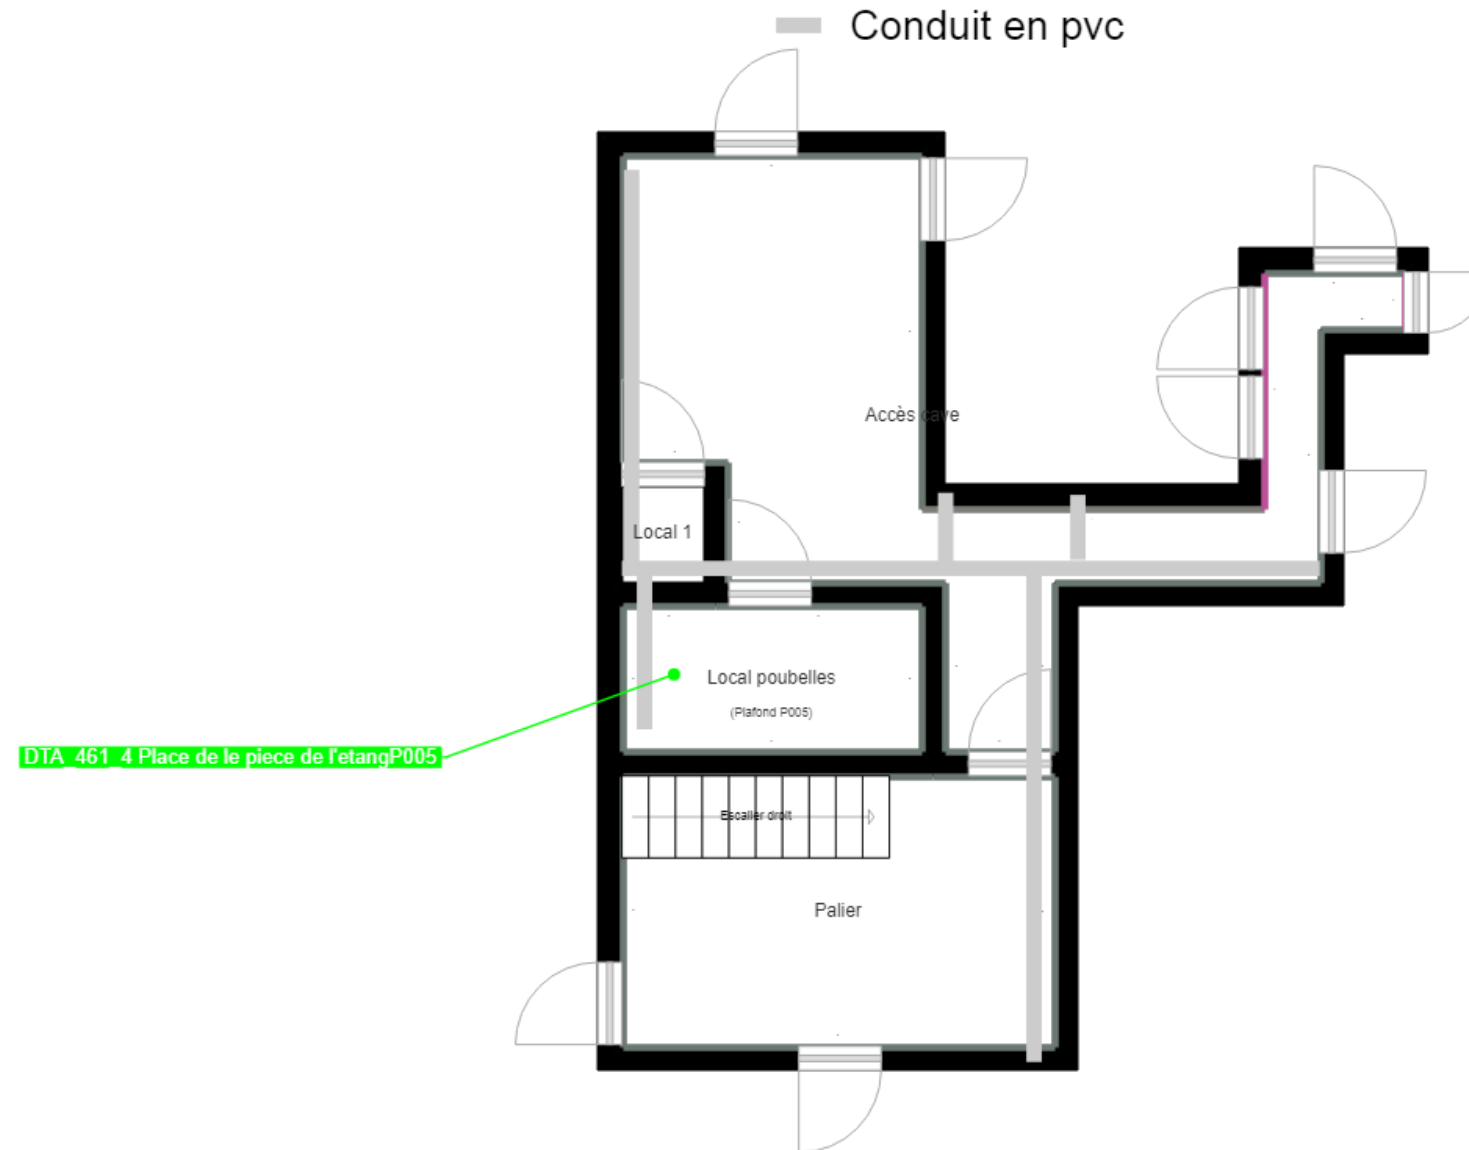 Conduit en pvc
Accès cave
Local 1
Local poubelles
(Plafond P005)
DTA_461_4 Place de le piece de l'etangP005
Escalier droit
Palier